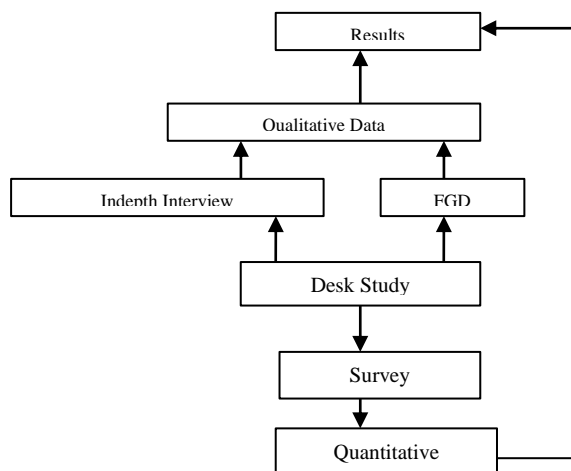 Results
Qualitative Data
Indepth Interview
FGD
Desk Study
Survey
Quantitative